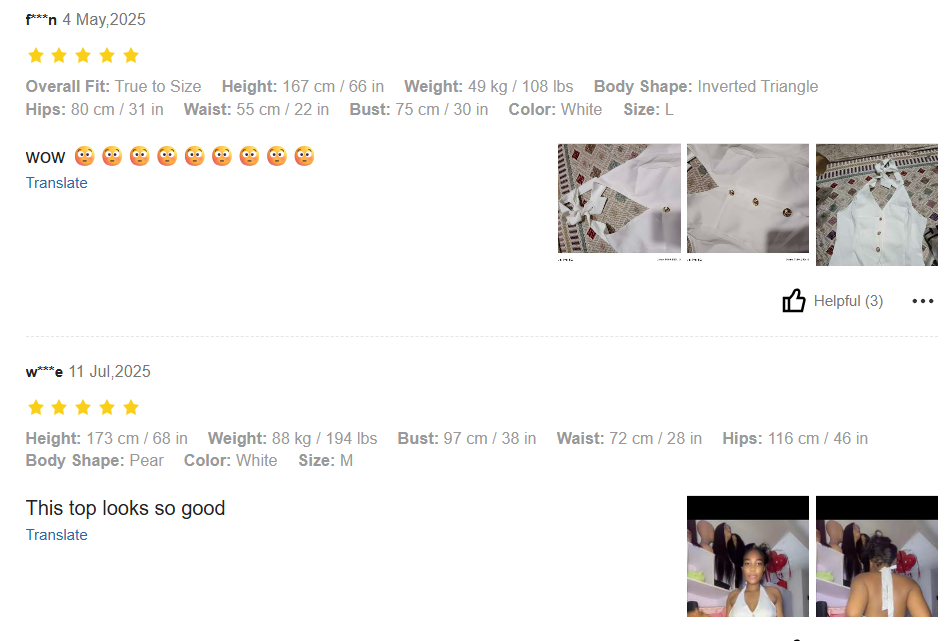 f***n 4 May,2025
Overall Fit: True to Size Height: 167 cm / 66 in Weight: 49 kg / 108 lbs Body Shape: Inverted Triangle
Hips: 80 cm / 31 in Waist: 55 cm / 22 in Bust: 75 cm / 30 in Color: White Size: L
wow 😳😳😳😳😳😳😳😳😳
Translate
Helpful (3)
w***e 11 Jul,2025
Height: 173 cm / 68 in Weight: 88 kg / 194 lbs Bust: 97 cm / 38 in Waist: 72 cm / 28 in Hips: 116 cm / 46 in
Body Shape: Pear Color: White Size: M
This top looks so good
Translate